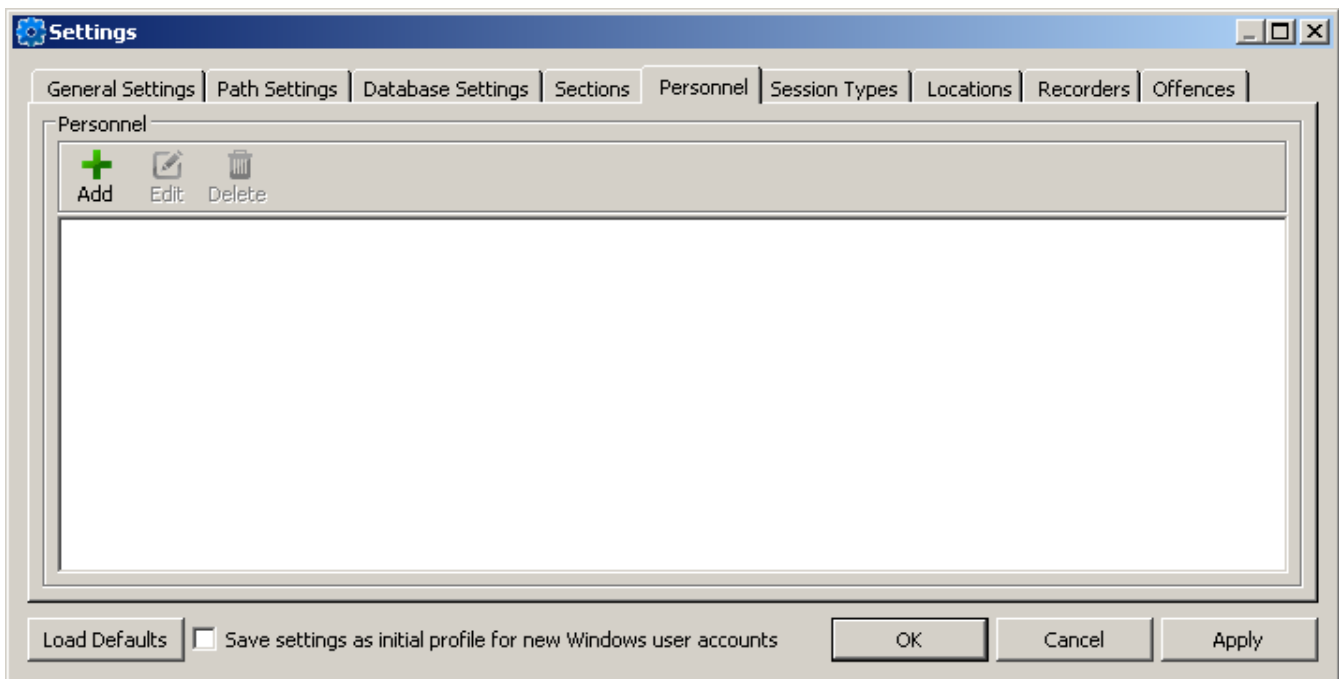 Settings
General Settings Path Settings Database Settings Sections Personnel Session Types Locations Recorders Offences
Personnel
Add Edit Delete
Load Defaults Save settings as initial profile for new Windows user accounts OK Cancel Apply